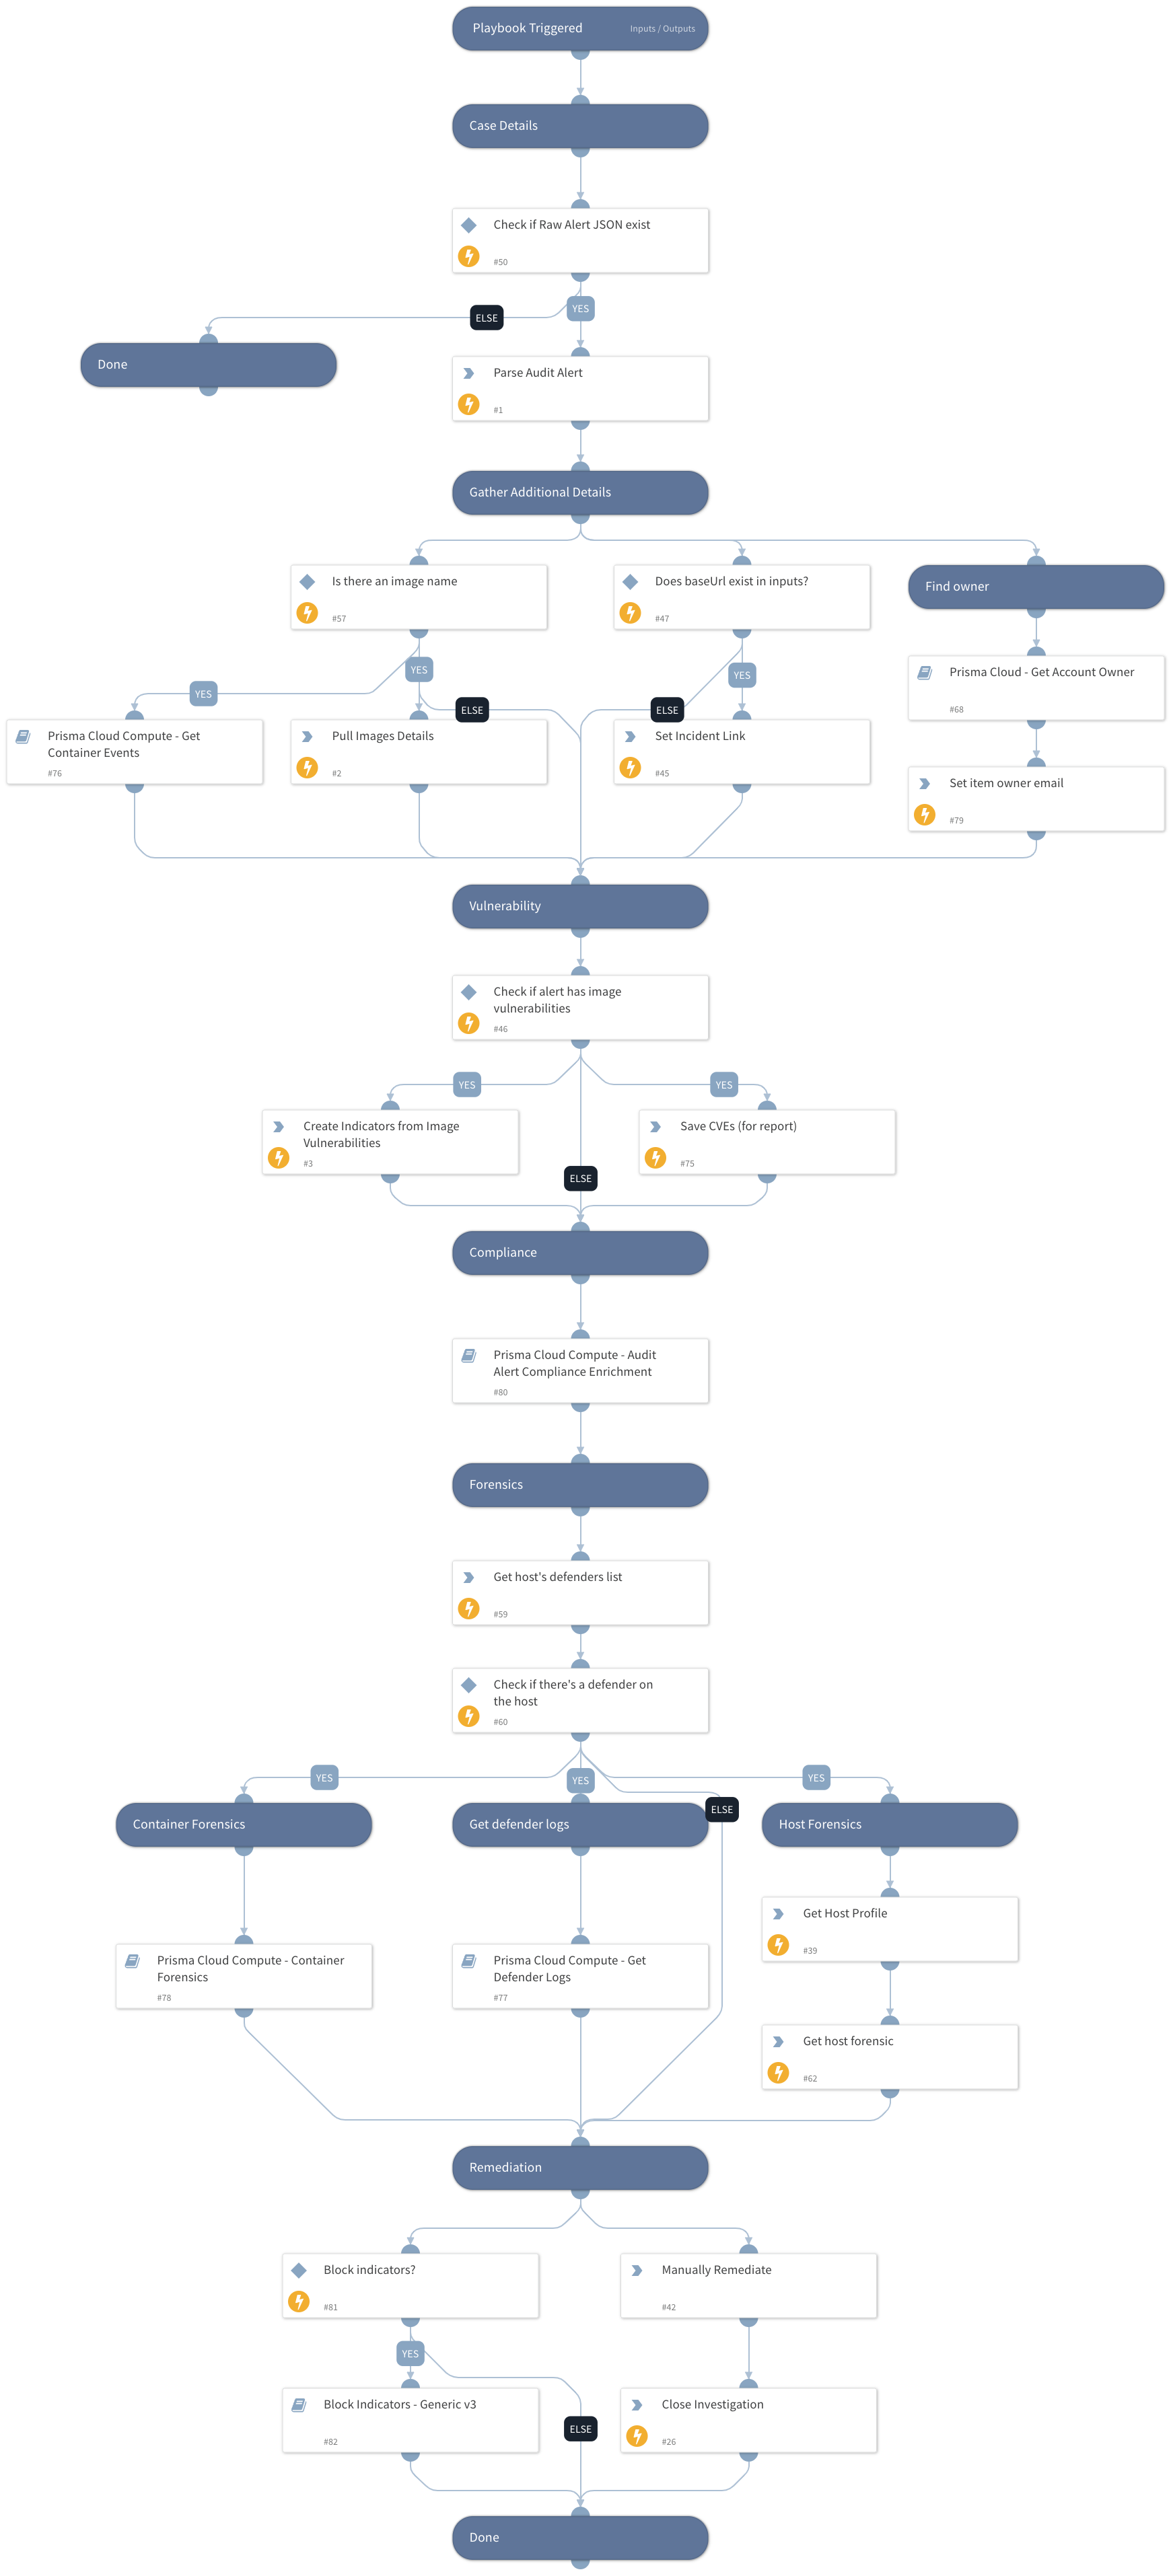 Playbook Triggered
Inputs / Outputs
Case Details
Check if Raw Alert JSON exist
#50
ELSE
YES
Done
Parse Audit Alert
#1
Gather Additional Details
Is there an image name
#57
Does baseUrl exist in inputs?
#47
Find owner
YES
YES
ELSE
ELSE
YES
Prisma Cloud - Get Account Owner
#68
Prisma Cloud Compute - Get
Container Events
#76
Pull Images Details
#2
Set Incident Link
#45
Set item owner email
#79
Vulnerability
Check if alert has image
vulnerabilities
#46
YES
YES
Create Indicators from Image
Vulnerabilities
#3
Save CVEs (for report)
#75
ELSE
Compliance
Prisma Cloud Compute - Audit
Alert Compliance Enrichment
#80
Forensics
Get host's defenders list
#59
Check if there's a defender on
the host
#60
YES
YES
YES
ELSE
Container Forensics
Get defender logs
Host Forensics
Get Host Profile
#39
Prisma Cloud Compute - Container
Forensics
#78
Prisma Cloud Compute - Get
Defender Logs
#77
Get host forensic
#62
Remediation
Block indicators?
#81
Manually Remediate
#42
YES
Block Indicators - Generic v3
#82
ELSE
Close Investigation
#26
Done